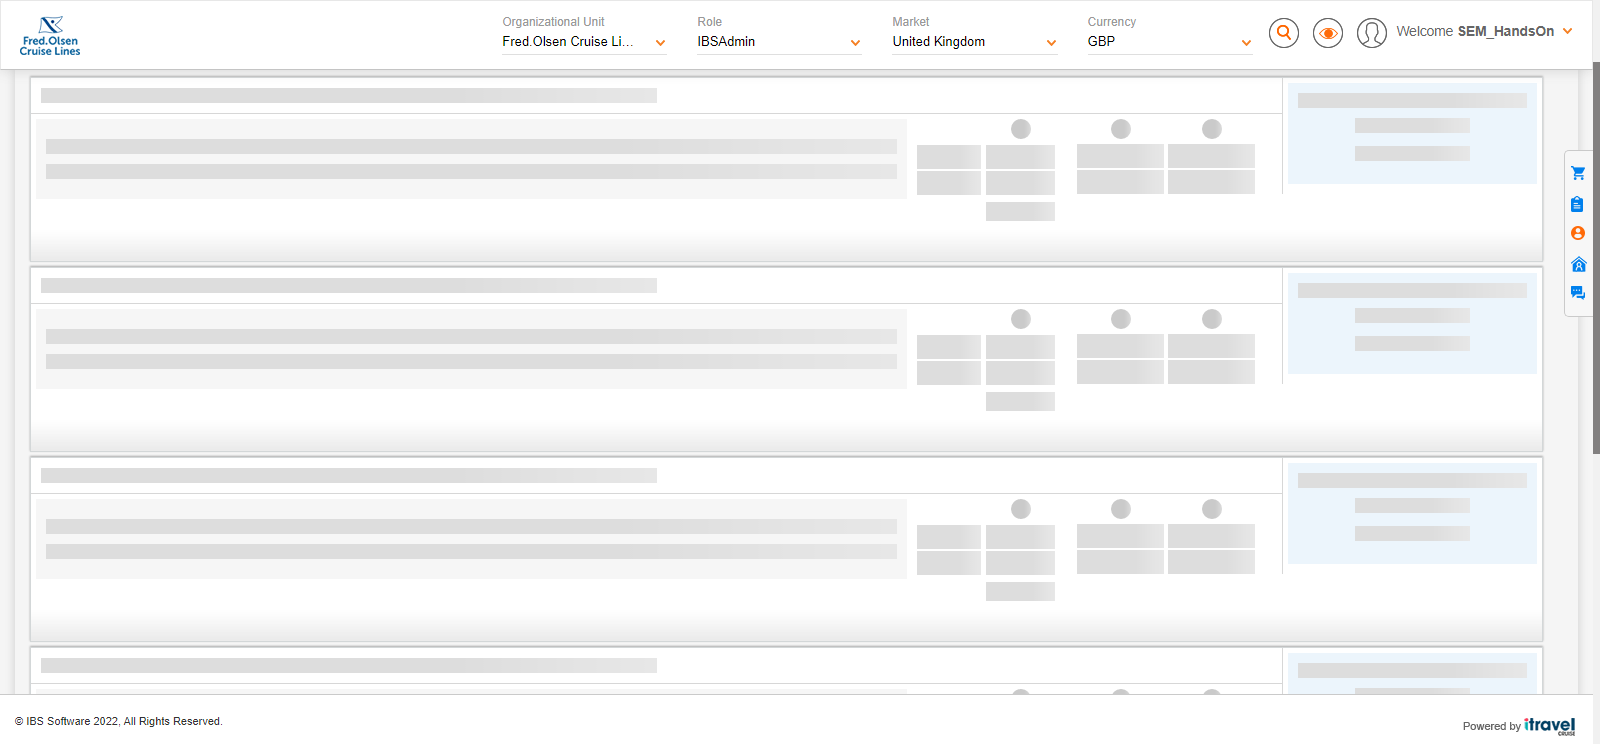 Fred.Olsen
Cruise Lines
Organizational Unit
Fred.Olsen Cruise Li...
Role
IBSAdmin
Market
United Kingdom
Currency
GBP
Welcome SEM_HandsOn
© IBS Software 2022, All Rights Reserved.
Powered by itravel
CRUISE